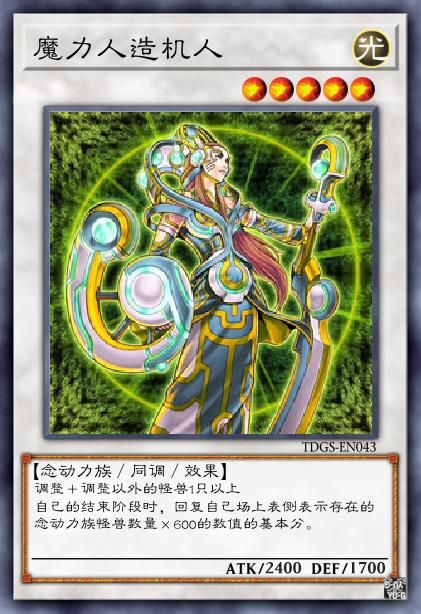 魔力人造机人
光
TDGS-EN043
【念动力族／同调／效果】
调整＋调整以外的怪兽1只以上
自己的结束阶段时，回复自己场上表侧表示存在的
念动力族怪兽数量×600的数值的基本分。
ATK/2400 DEF/1700